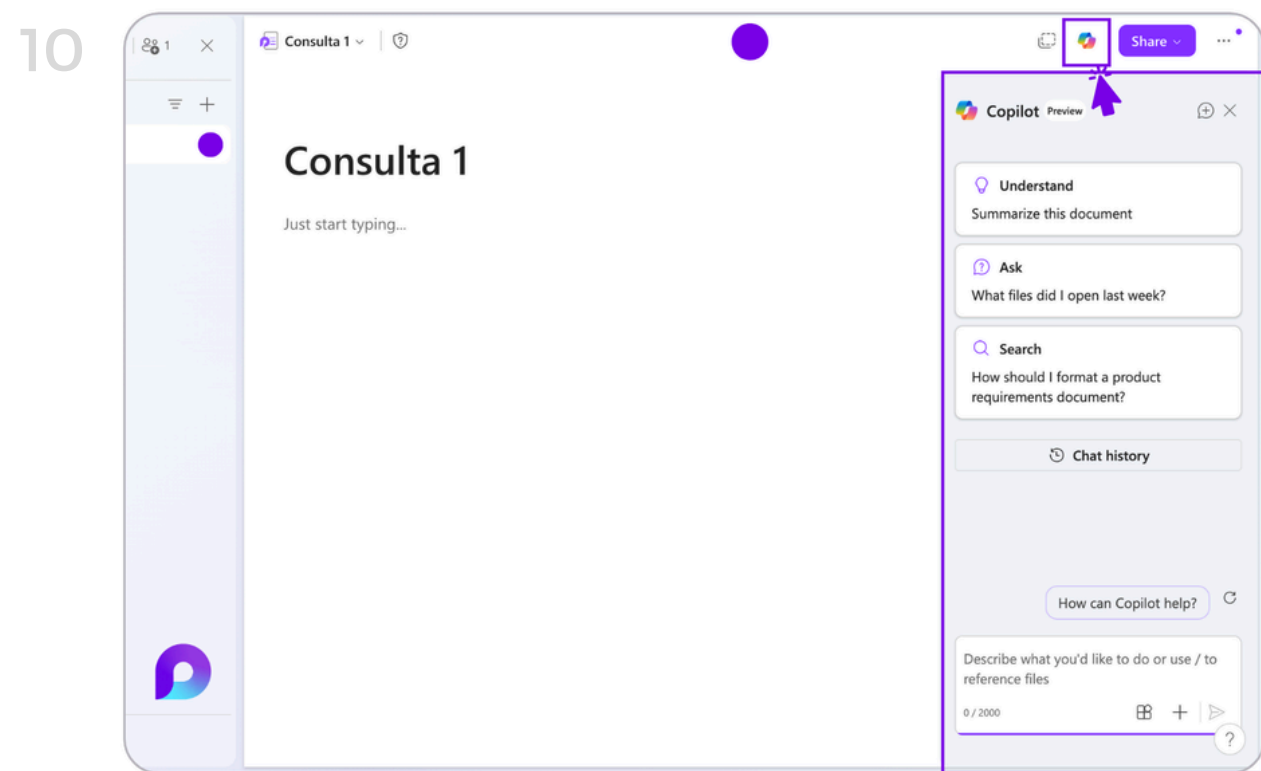 10
1
Consulta 1
Share
Consulta 1
Just start typing...
Copilot Preview
Understand
Summarize this document
Ask
What files did I open last week?
Search
How should I format a product
requirements document?
Chat history
How can Copilot help?
Describe what you'd like to do or use / to
reference files
0 / 2000